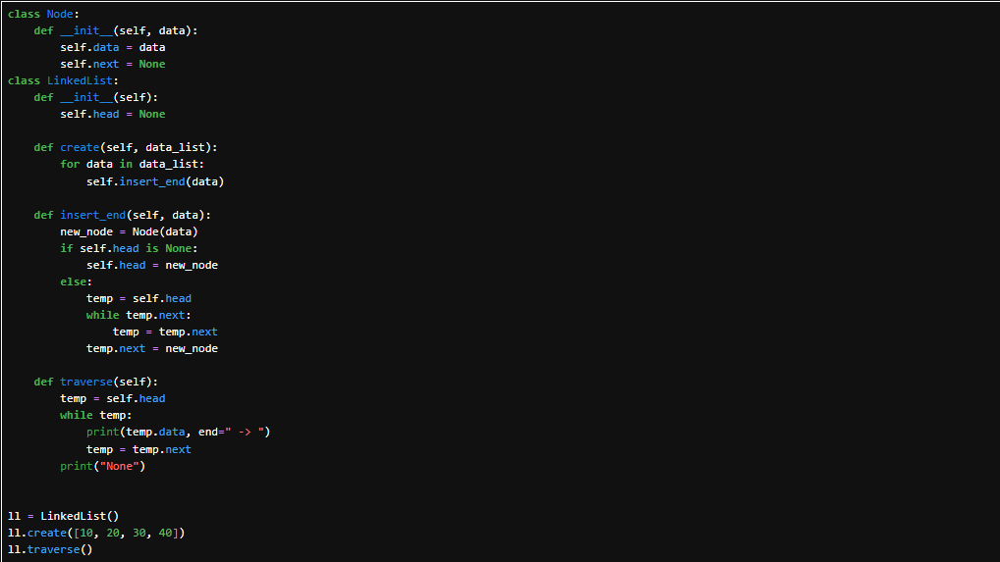 class Node:
    def __init__(self, data):
        self.data = data
        self.next = None
class LinkedList:
    def __init__(self):
        self.head = None

    def create(self, data_list):
        for data in data_list:
            self.insert_end(data)

    def insert_end(self, data):
        new_node = Node(data)
        if self.head is None:
            self.head = new_node
        else:
            temp = self.head
            while temp.next:
                temp = temp.next
            temp.next = new_node

    def traverse(self):
        temp = self.head
        while temp:
            print(temp.data, end=" -> ")
            temp = temp.next
        print("None")


ll = LinkedList()
ll.create([10, 20, 30, 40])
ll.traverse()